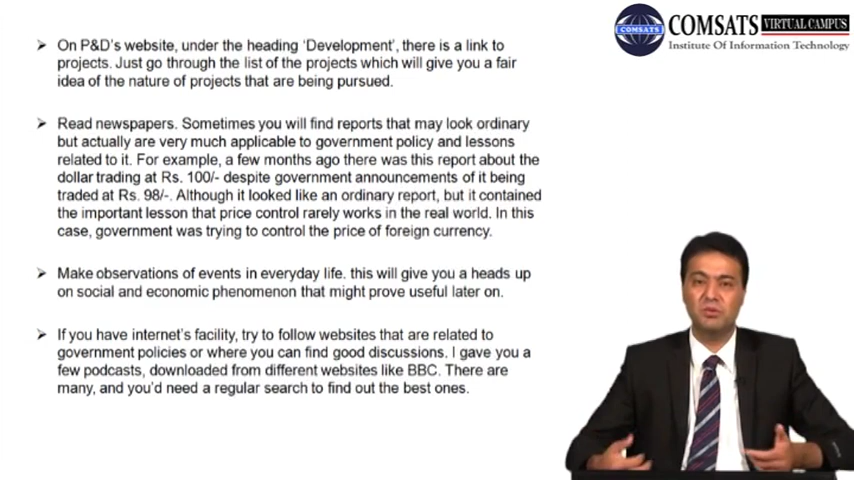 COMSATS VIRTUAL CAMPUS
Institute Of Information Technology
COMSATS
➢ On P&D's website, under the heading 'Development', there is a link to
projects. Just go through the list of the projects which will give you a fair
idea of the nature of projects that are being pursued.
➢ Read newspapers. Sometimes you will find reports that may look ordinary
but actually are very much applicable to government policy and lessons
related to it. For example, a few months ago there was this report about the
dollar trading at Rs. 100/- despite government announcements of it being
traded at Rs. 98/-. Although it looked like an ordinary report, but it contained
the important lesson that price control rarely works in the real world. In this
case, government was trying to control the price of foreign currency.
➢ Make observations of events in everyday life. this will give you a heads up
on social and economic phenomenon that might prove useful later on.
➢ If you have internet's facility, try to follow websites that are related to
government policies or where you can find good discussions. I gave you a
few podcasts, downloaded from different websites like BBC. There are
many, and you'd need a regular search to find out the best ones.